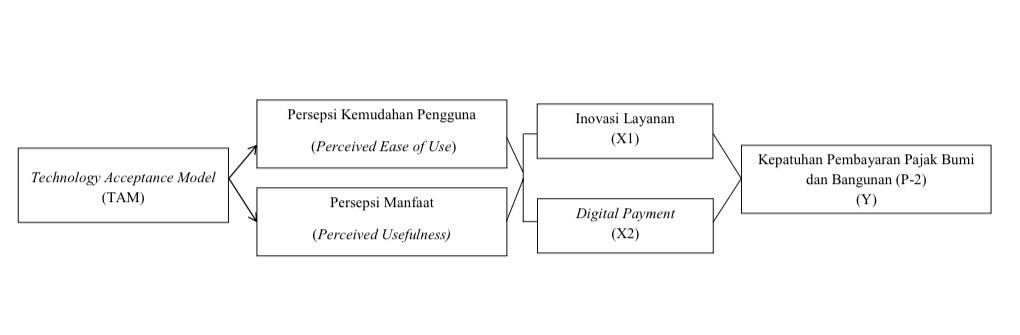 Technology Acceptance Model
(TAM)
Persepsi Kemudahan Pengguna
(Perceived Ease of Use)
Persepsi Manfaat
(Perceived Usefulness)
Inovasi Layanan
(X1)
Digital Payment
(X2)
Kepatuhan Pembayaran Pajak Bumi
dan Bangunan (P-2)
(Y)